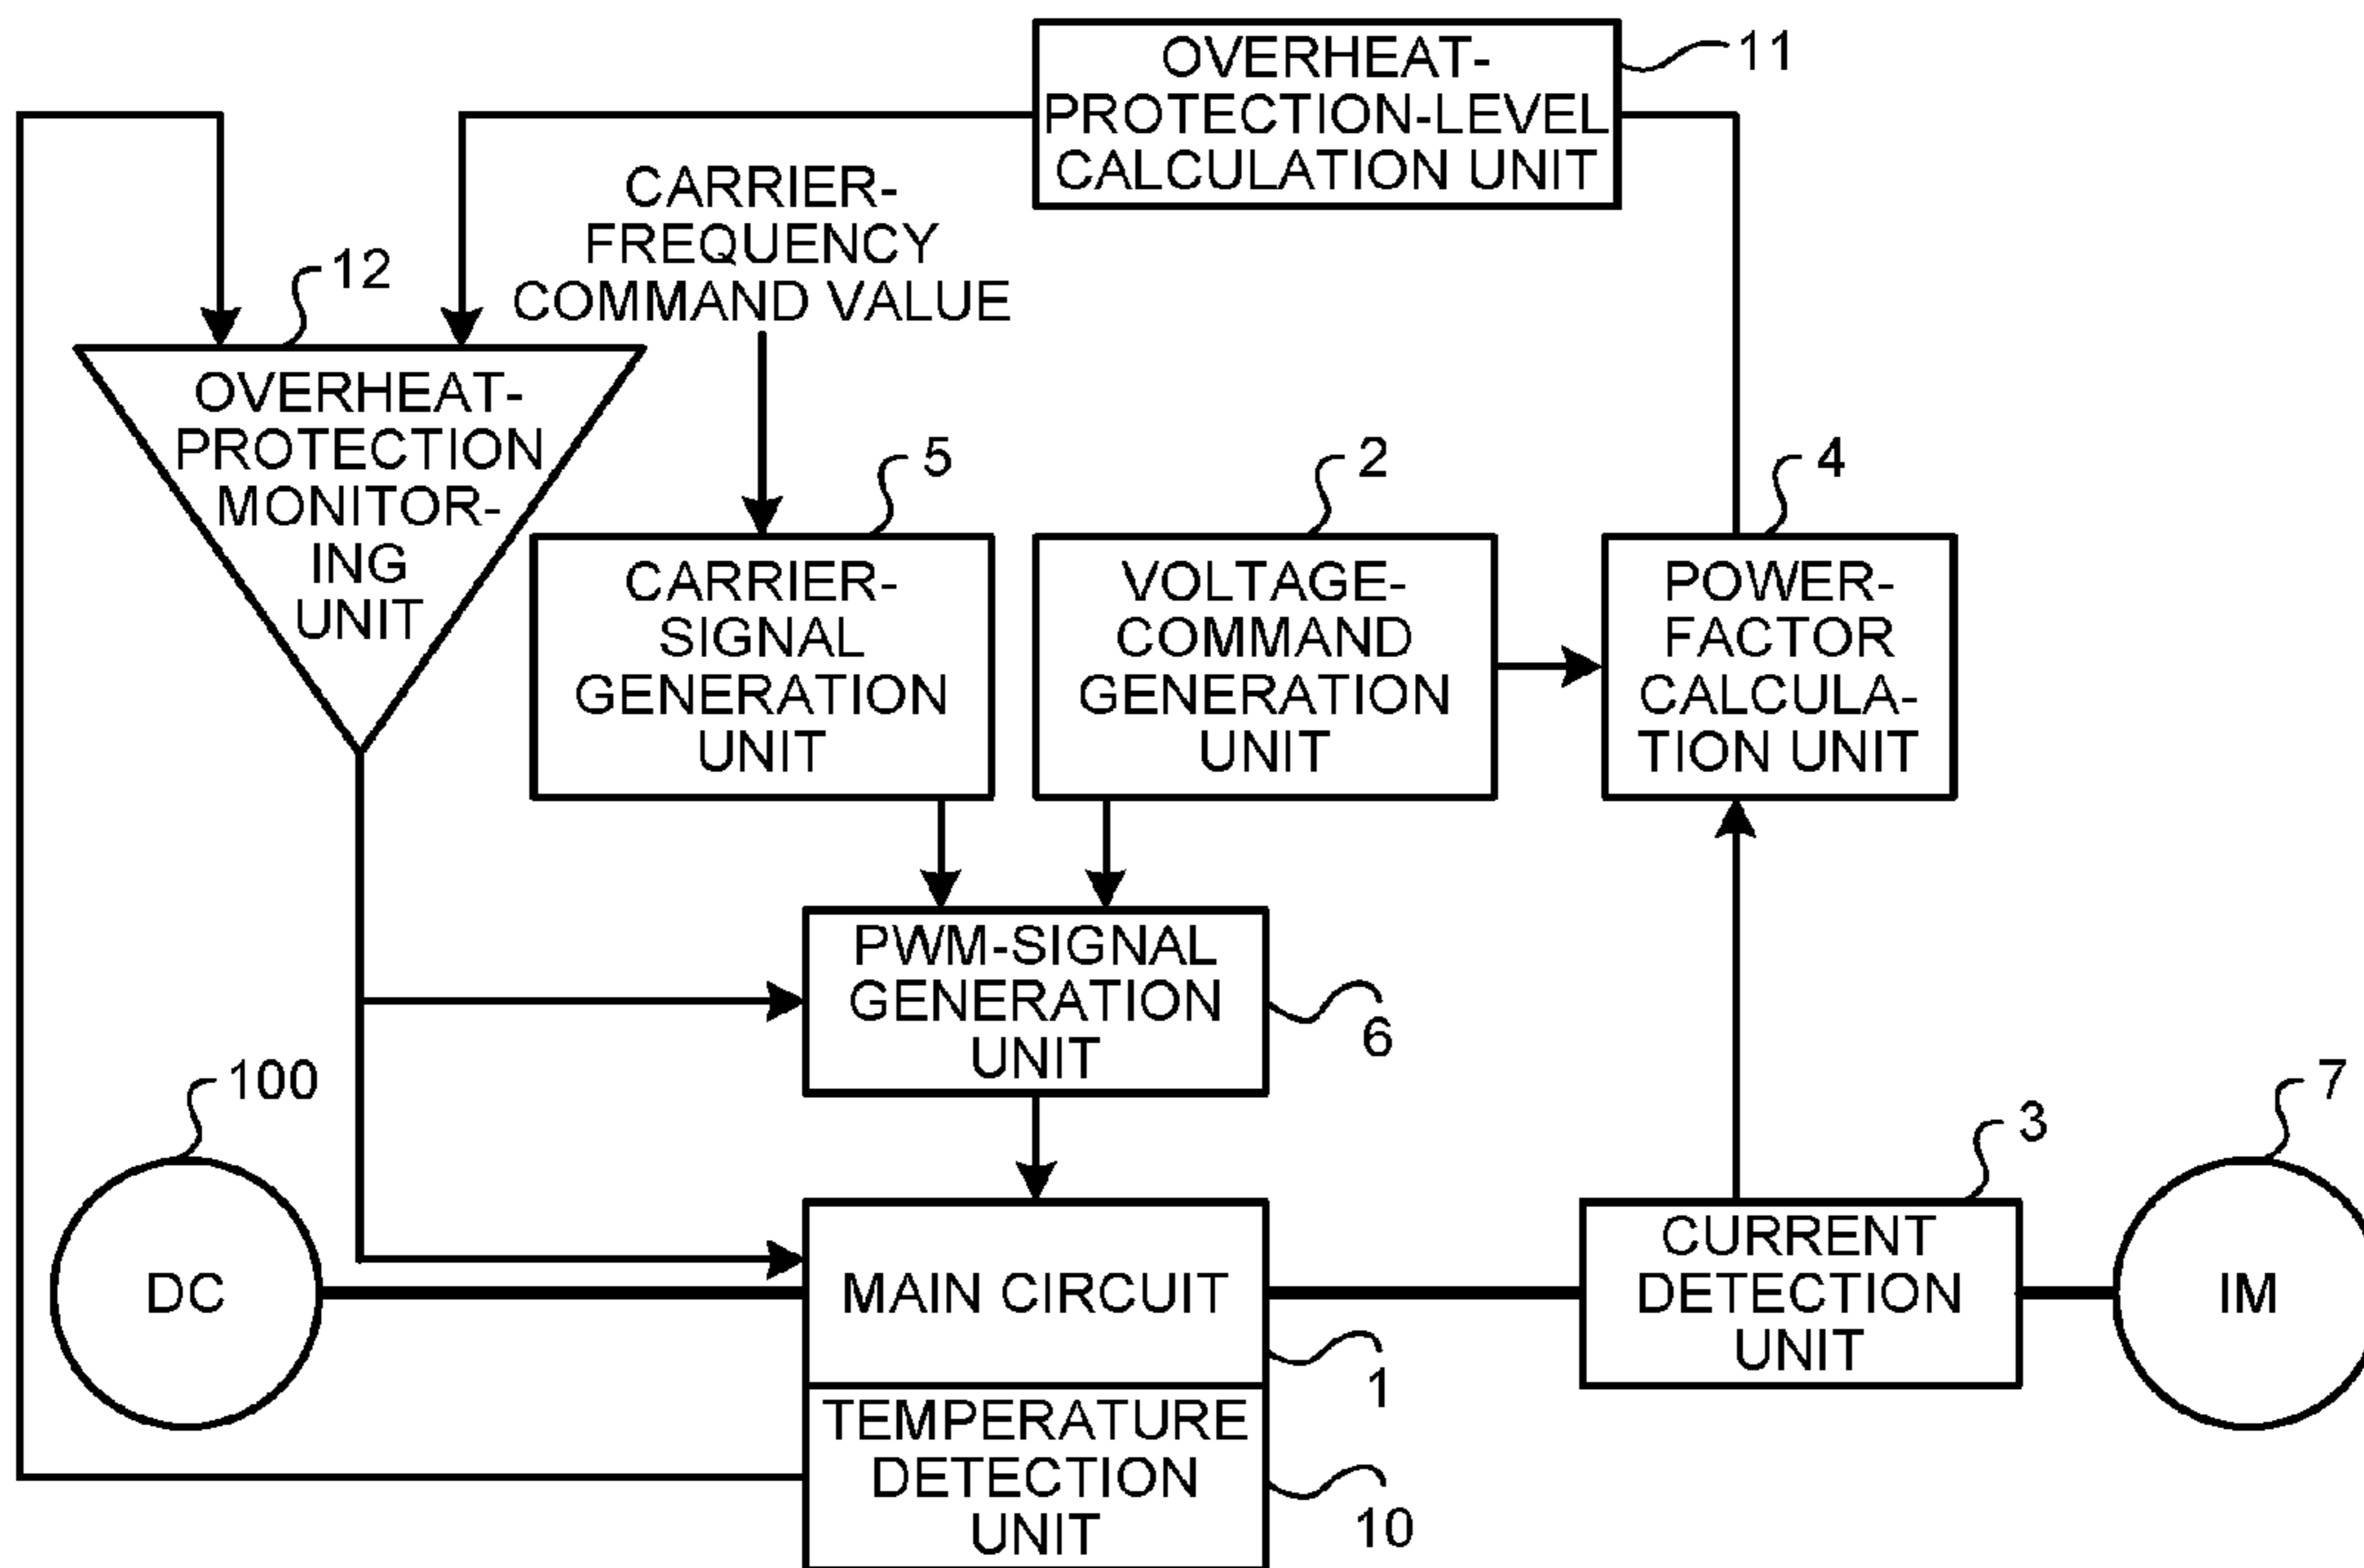 OVERHEAT-
PROTECTION-LEVEL
CALCULATION UNIT
11
CARRIER-
FREQUENCY
COMMAND VALUE
12
OVERHEAT-
PROTECTION
MONITOR-
ING
UNIT
5
CARRIER-
SIGNAL
GENERATION
UNIT
2
VOLTAGE-
COMMAND
GENERATION
UNIT
4
POWER-
FACTOR
CALCULA-
TION UNIT
PWM-SIGNAL
GENERATION
UNIT
6
100
DC
MAIN CIRCUIT
1
3
CURRENT
DETECTION
UNIT
7
IM
TEMPERATURE
DETECTION
UNIT
10